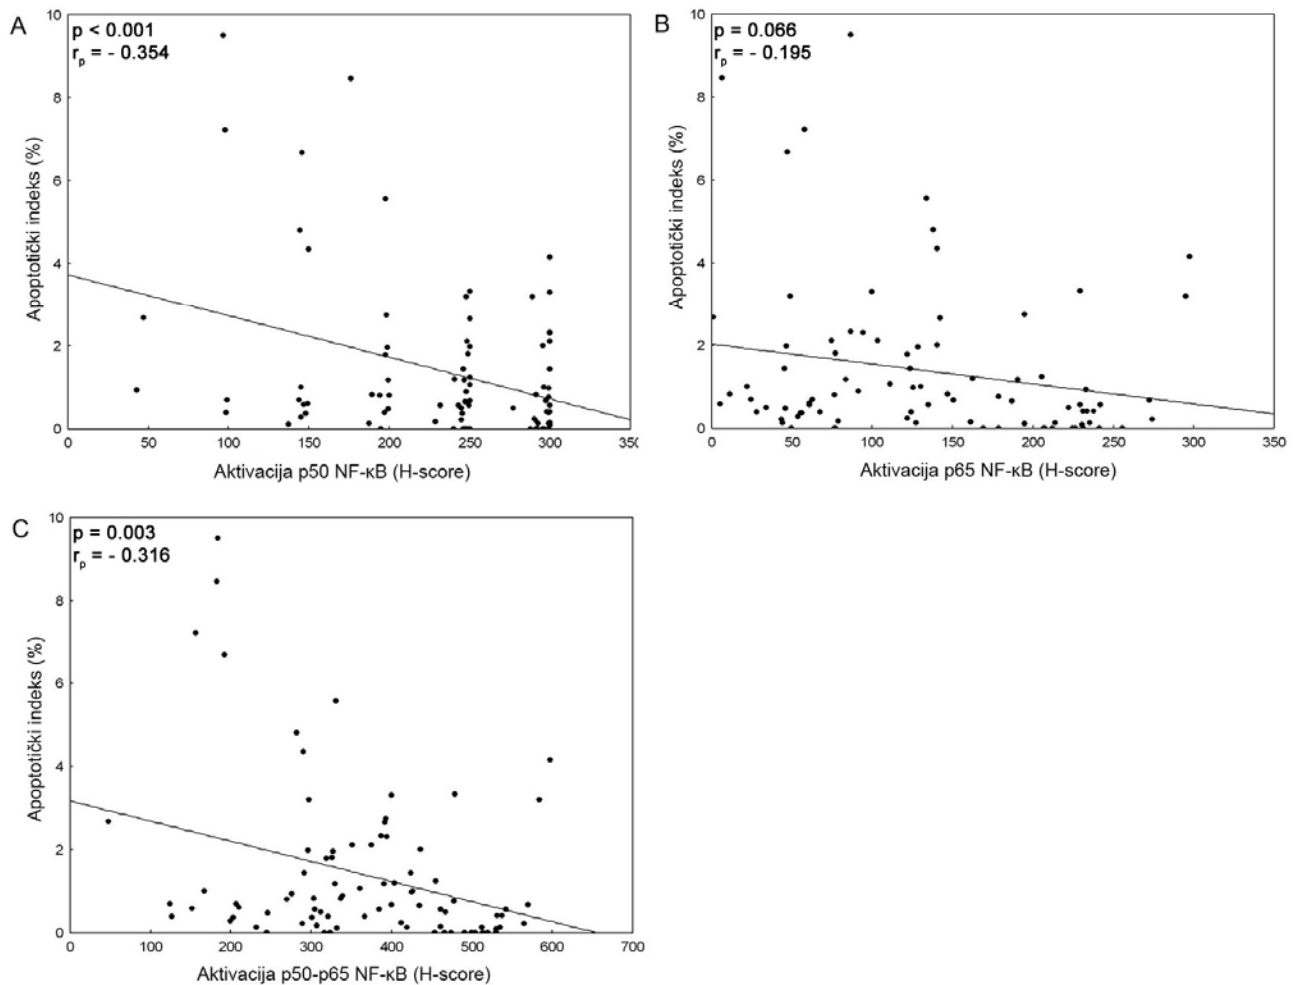 A
p < 0.001
rp = - 0.354
10
8
6
4
2
0
Apoptotički indeks (%)
0 50 100 150 200 250 300 350
Aktivacija p50 NF-κB (H-score)
B
p = 0.066
rp = - 0.195
10
8
6
4
2
0
Apoptotički indeks (%)
0 50 100 150 200 250 300 350
Aktivacija p65 NF-κB (H-score)
C
p = 0.003
rp = - 0.316
10
8
6
4
2
0
Apoptotički indeks (%)
0 100 200 300 400 500 600 700
Aktivacija p50-p65 NF-κB (H-score)